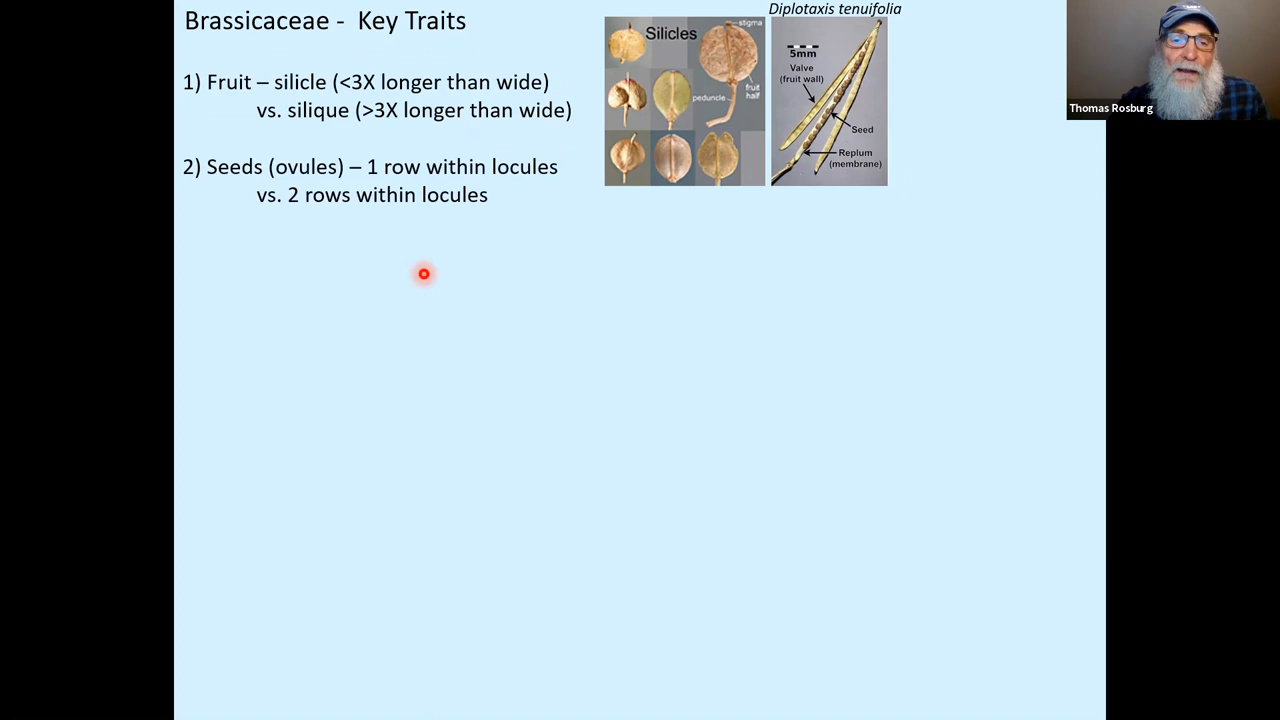 Brassicaceae - Key Traits
1) Fruit – silicle (<3X longer than wide)
vs. silique (>3X longer than wide)
2) Seeds (ovules) – 1 row within locules
vs. 2 rows within locules
Silicles
stigma
peduncle
fruit
half
Diplotaxis tenuifolia
5mm
Valve
(fruit wall)
Seed
Replum
(membrane)
Thomas Rosburg